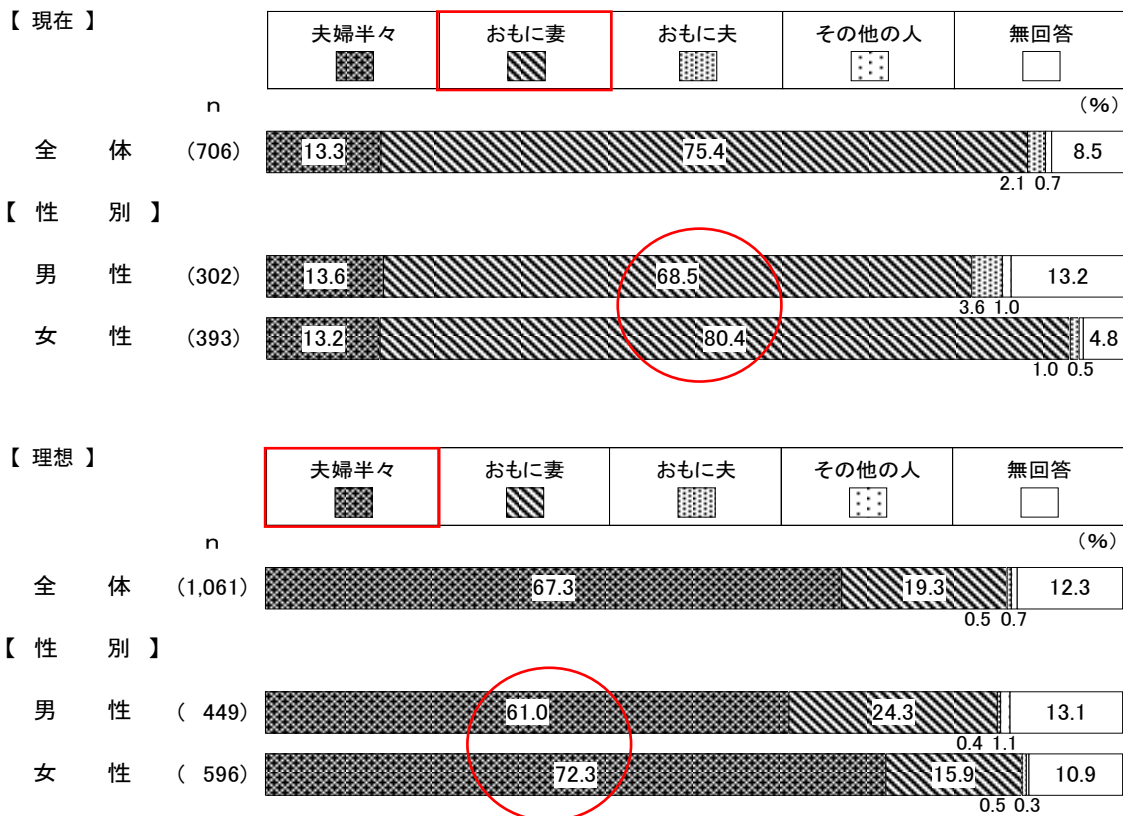 【 現在 】
夫婦半々 おもに妻 おもに夫 その他の人 無回答
n (%)
全 体 (706) 13.3 75.4 8.5
2.1 0.7
【 性 別 】
男 性 (302) 13.6 68.5 13.2
3.6 1.0
女 性 (393) 13.2 80.4 4.8
1.0 0.5
【 理想 】
夫婦半々 おもに妻 おもに夫 その他の人 無回答
n (%)
全 体 (1,061) 67.3 19.3 12.3
0.5 0.7
【 性 別 】
男 性 ( 449) 61.0 24.3 13.1
0.4 1.1
女 性 ( 596) 72.3 15.9 10.9
0.5 0.3